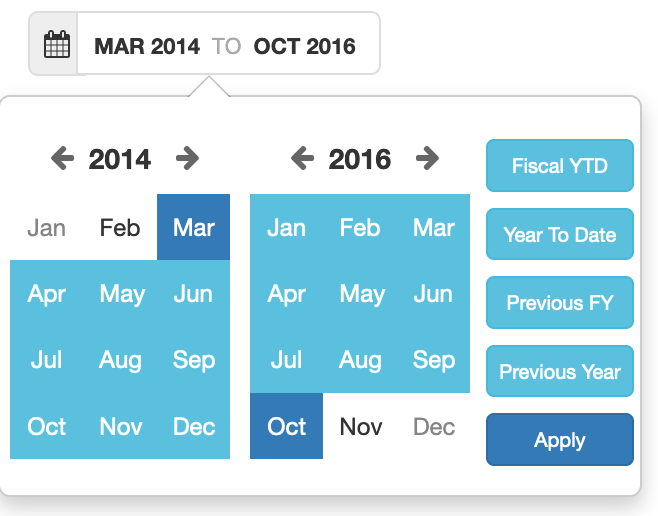 MAR 2014 TO OCT 2016
2014
Jan Feb Mar
Apr May Jun
Jul Aug Sep
Oct Nov Dec
2016
Jan Feb Mar
Apr May Jun
Jul Aug Sep
Oct Nov Dec
Fiscal YTD
Year To Date
Previous FY
Previous Year
Apply